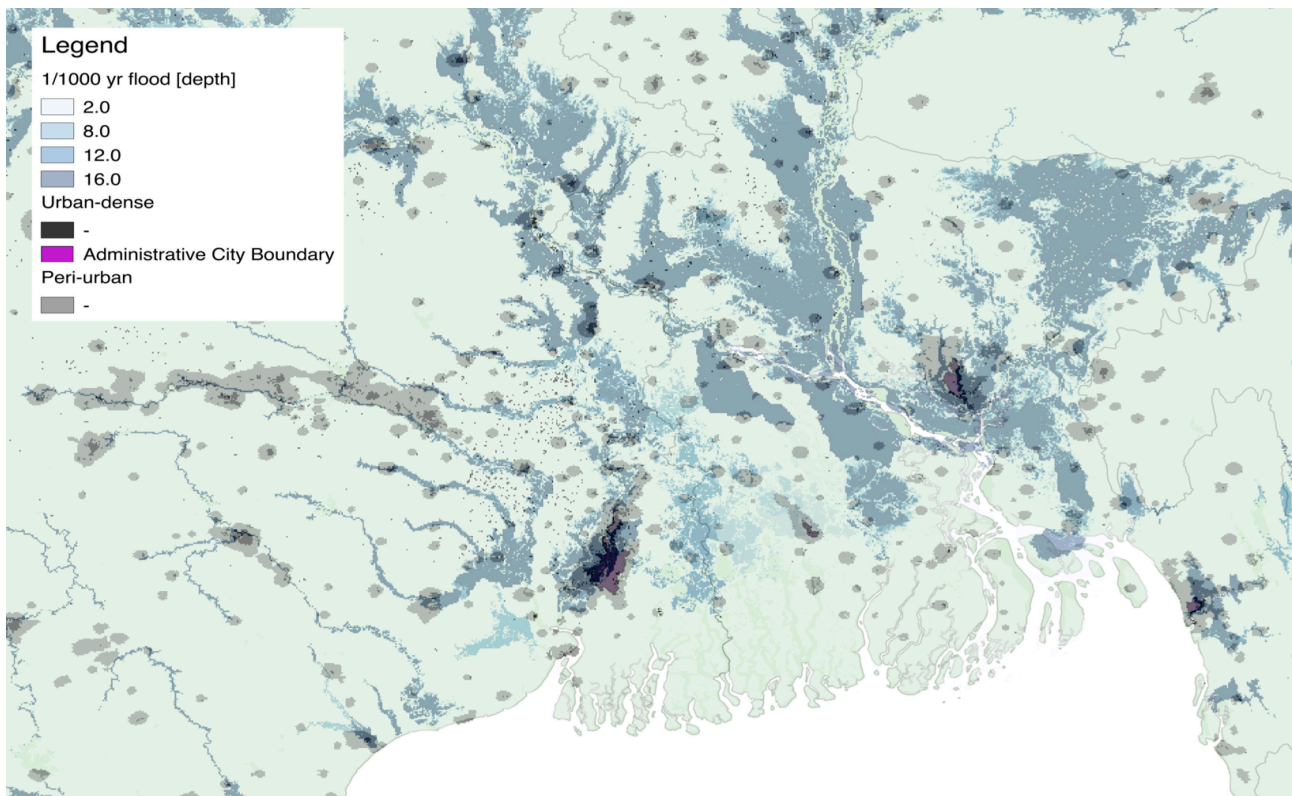 Legend
1/1000 yr flood [depth]
2.0
8.0
12.0
16.0
Urban-dense
-
Administrative City Boundary
Peri-urban
-